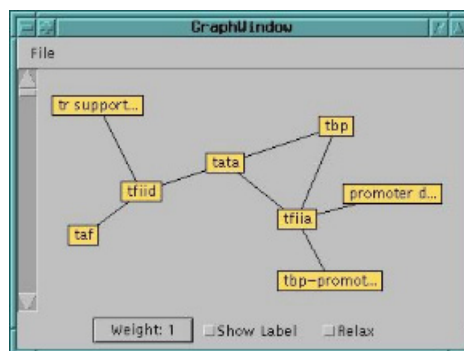 GraphWindow
File
tr support...
tbp
tata
tfiid
promoter d...
tfiia
taf
tbp-promot...
Weight: 1
Show Label
Relax